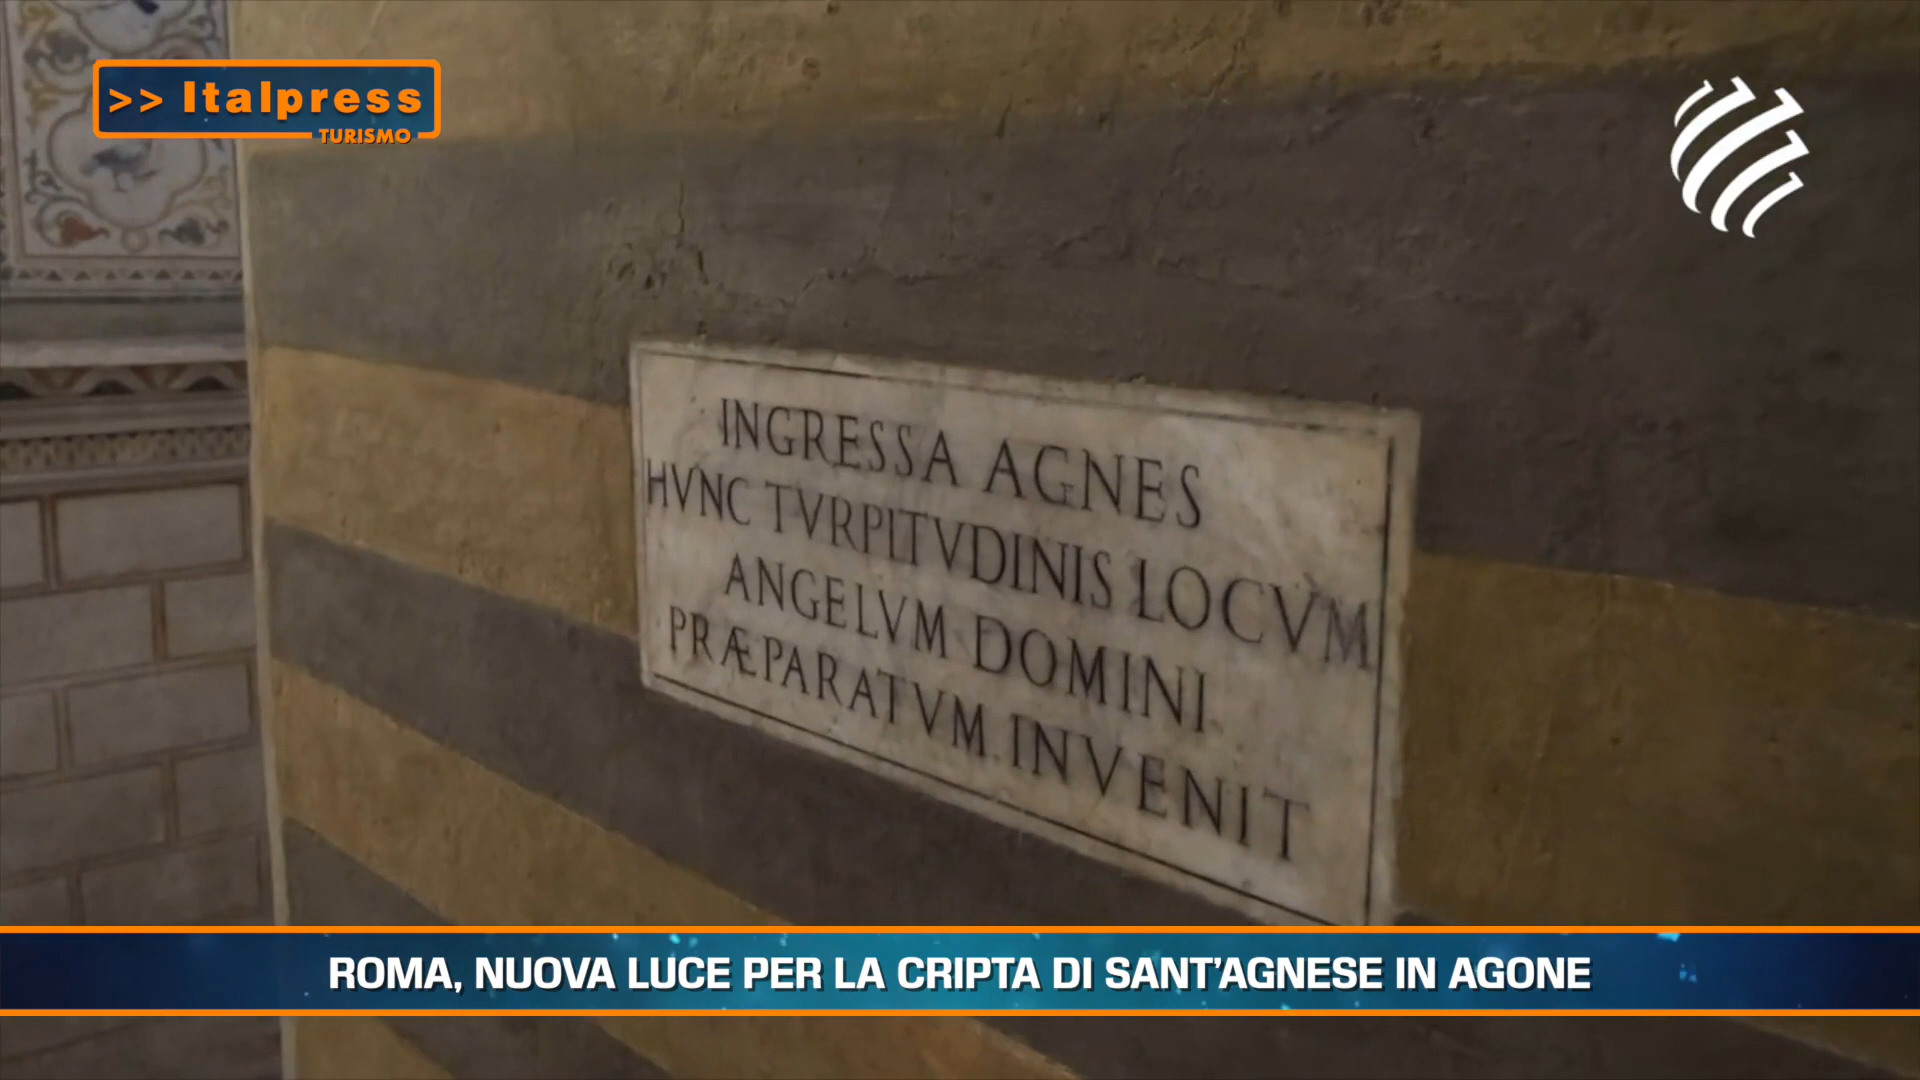 >> Italpress
TURISMO
INGRESSA AGNES
HVNC TVRPITVDINIS LOCVM
ANGELVM DOMINI
PRÆPARATVM INVENIT
ROMA, NUOVA LUCE PER LA CRIPTA DI SANT'AGNESE IN AGONE